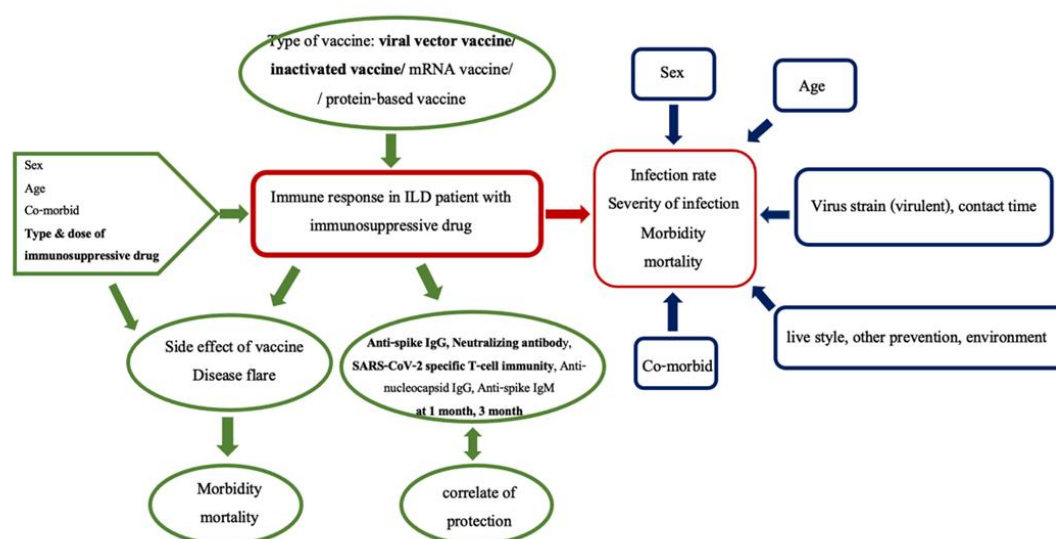 Type of vaccine: viral vector vaccine/
inactivated vaccine/ mRNA vaccine/
/ protein-based vaccine
Sex
Age
Sex
Age
Co-morbid
Type & dose of
immunosuppressive drug
Immune response in ILD patient with
immunosuppressive drug
Infection rate
Severity of infection
Morbidity
mortality
Virus strain (virulent), contact time
Side effect of vaccine
Disease flare
Anti-spike IgG, Neutralizing antibody,
SARS-CoV-2 specific T-cell immunity, Anti-
nucleocapsid IgG, Anti-spike IgM
at 1 month, 3 month
Co-morbid
live style, other prevention, environment
Morbidity
mortality
correlate of
protection